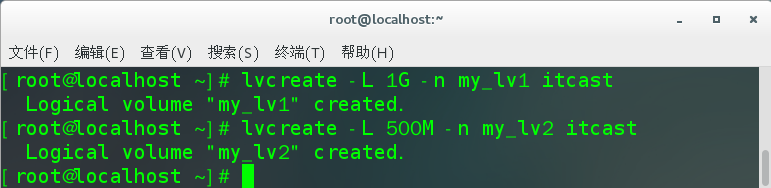 root@localhost:~
文件(F) 编辑(E) 查看(V) 搜索(S) 终端(T) 帮助(H)
[root@localhost ~]# lvcreate -L 1G -n my_lv1 itcast
Logical volume "my_lv1" created.
[root@localhost ~]# lvcreate -L 500M -n my_lv2 itcast
Logical volume "my_lv2" created.
[root@localhost ~]#